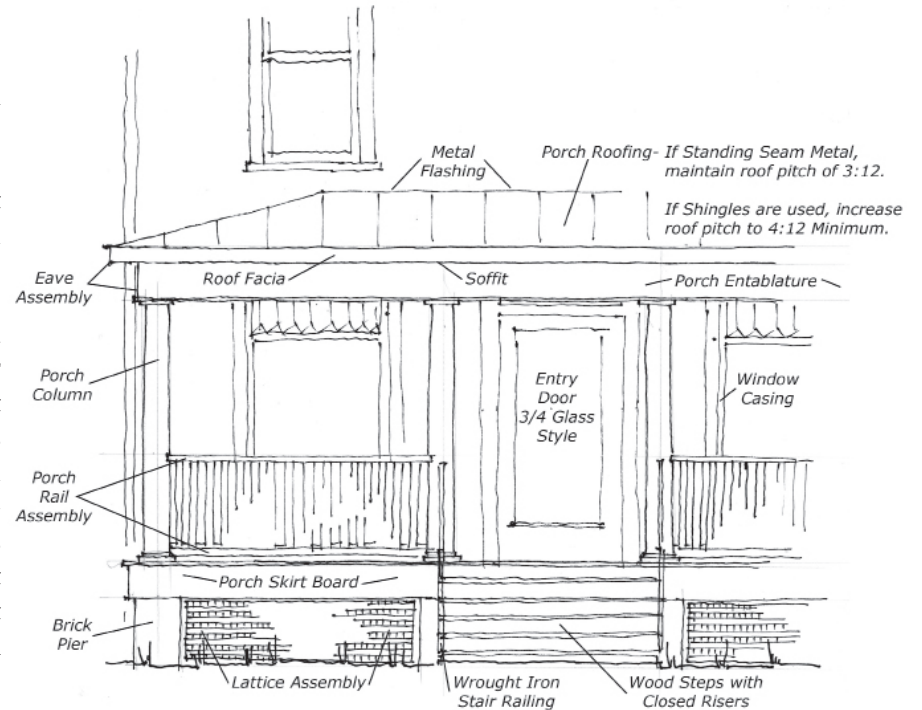 Metal
Flashing
Porch Roofing- If Standing Seam Metal,
maintain roof pitch of 3:12.
If Shingles are used, increase
roof pitch to 4:12 Minimum.
Eave
Assembly
Roof Facia
Soffit
Porch Entablature
Porch
Column
Entry
Door
3/4 Glass
Style
Window
Casing
Porch
Rail
Assembly
Porch Skirt Board
Brick
Pier
Lattice Assembly
Wrought Iron
Stair Railing
Wood Steps with
Closed Risers